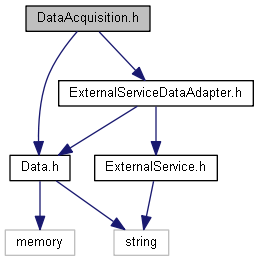 DataAcquisition.h
ExternalServiceDataAdapter.h
Data.h
ExternalService.h
memory
string